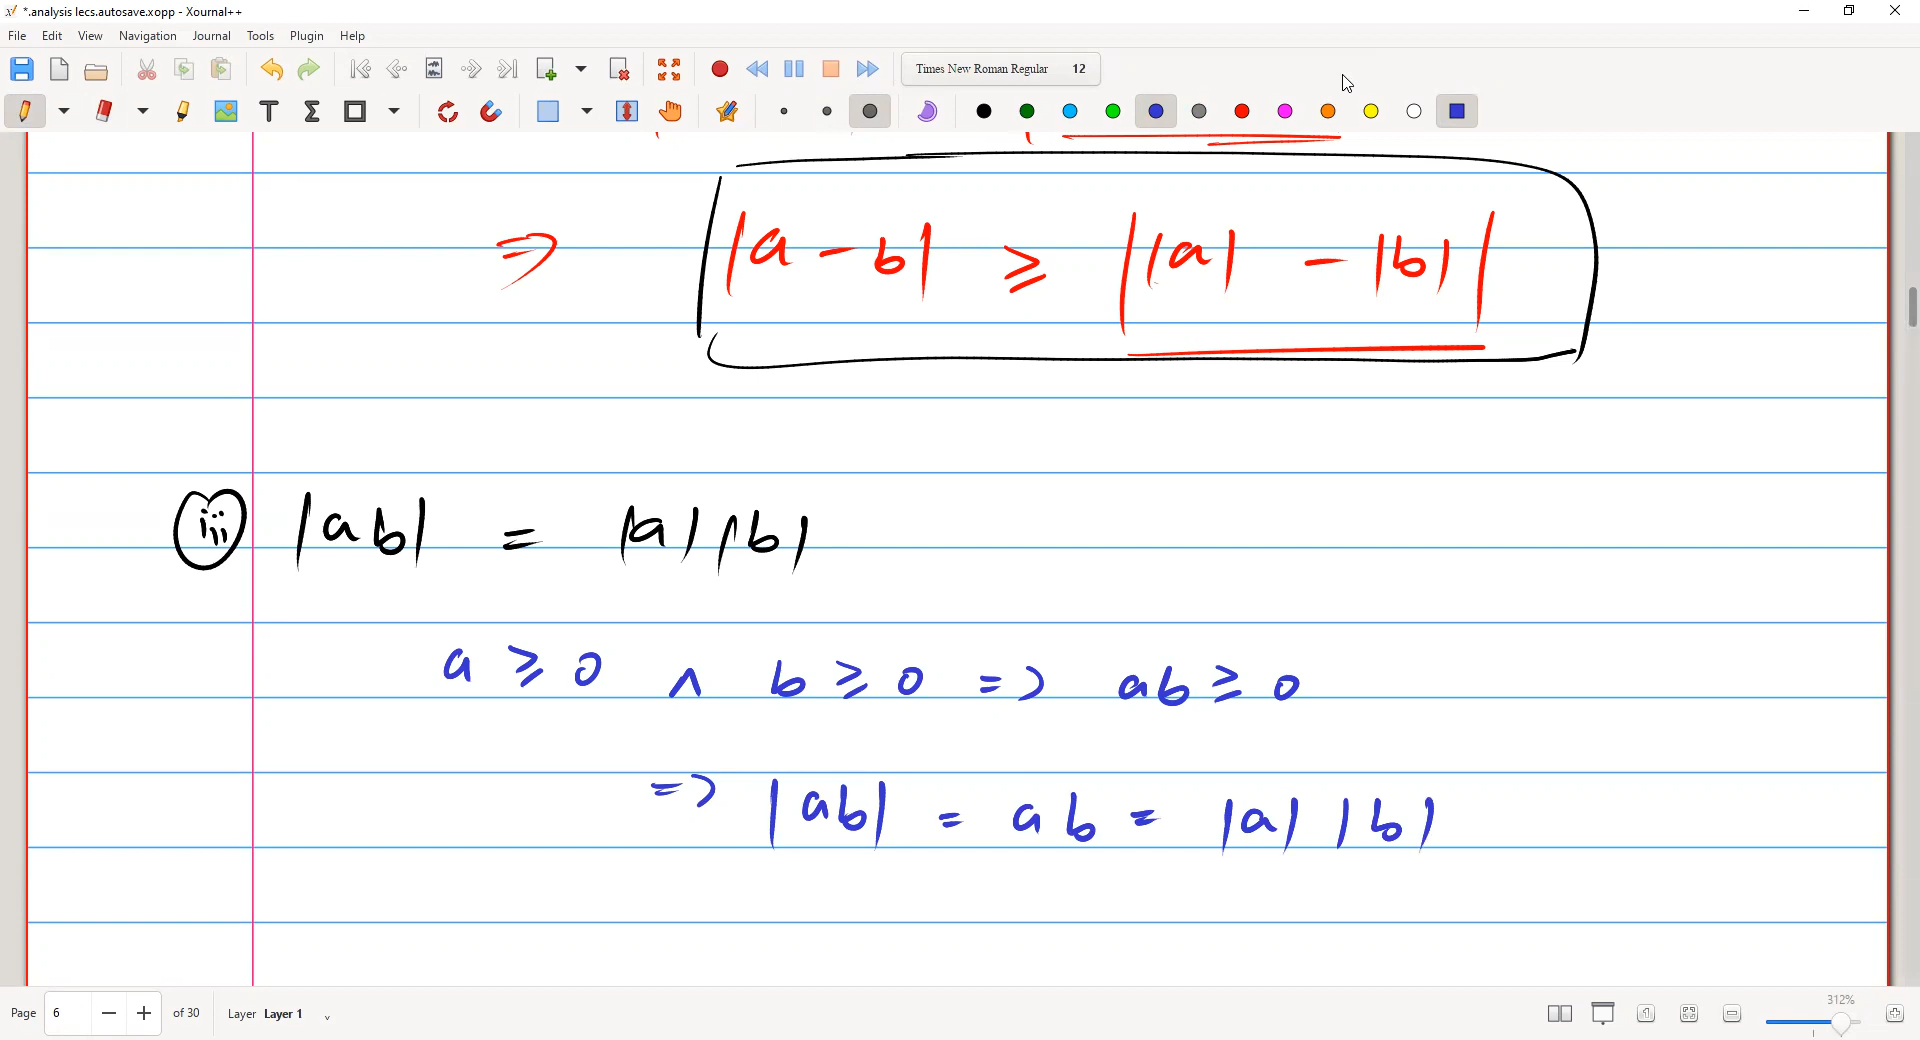 *.analysis lecs.autosave.xopp - Xournal++
File Edit View Navigation Journal Tools Plugin Help
Times New Roman Regular 12
⇒ |a - b| ≥ ||a| - |b||
iii |ab| = |a| |b|
a ≥ 0 ∧ b ≥ 0 => ab ≥ 0
=> |ab| = ab = |a| |b|
Page 6 of 30 Layer Layer 1 312%